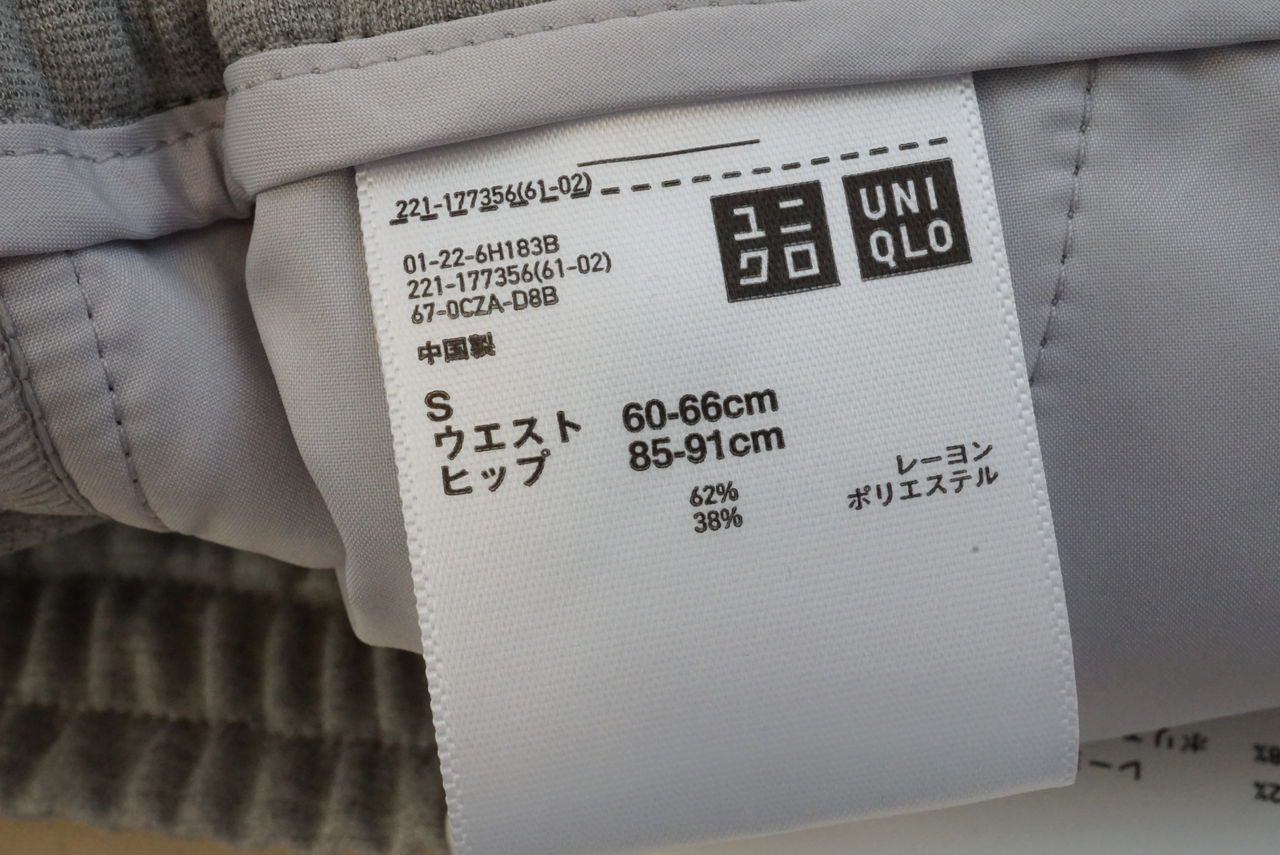 221-177356(61-02)
ユニ
クロ
UNI
QLO
01-22-6H183B
221-177356(61-02)
67-0CZA-D8B
中国製
S
ウエスト 60-66cm
ヒップ 85-91cm
レーヨン 62%
ポリエステル 38%